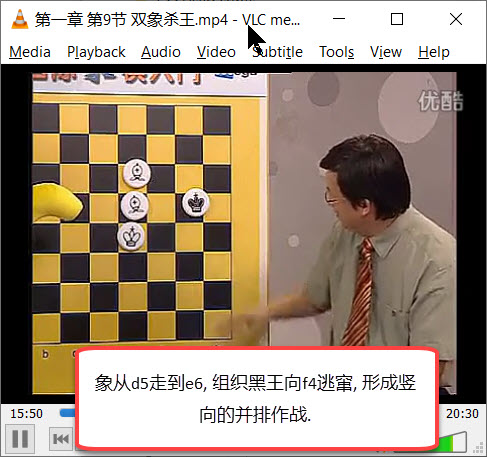 第一章 第9节 双象杀王.mp4 - VLC me...
Media Playback Audio Video Subtitle Tools View Help
优酷
b
15:50 20:30
象从d5走到e6, 组织黑王向f4逃窜, 形成竖
向的并排作战.